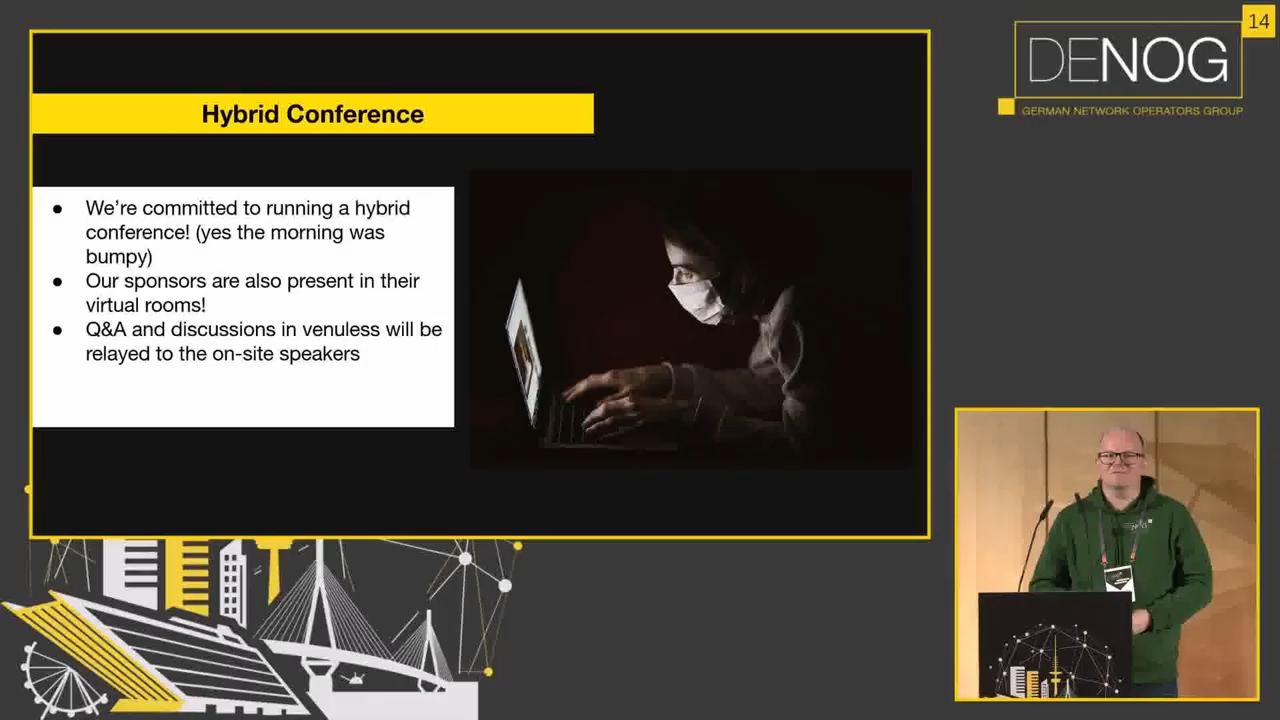 14
DENOG
GERMAN NETWORK OPERATORS GROUP
Hybrid Conference
● We’re committed to running a hybrid
conference! (yes the morning was
bumpy)
● Our sponsors are also present in their
virtual rooms!
● Q&A and discussions in venuless will be
relayed to the on-site speakers